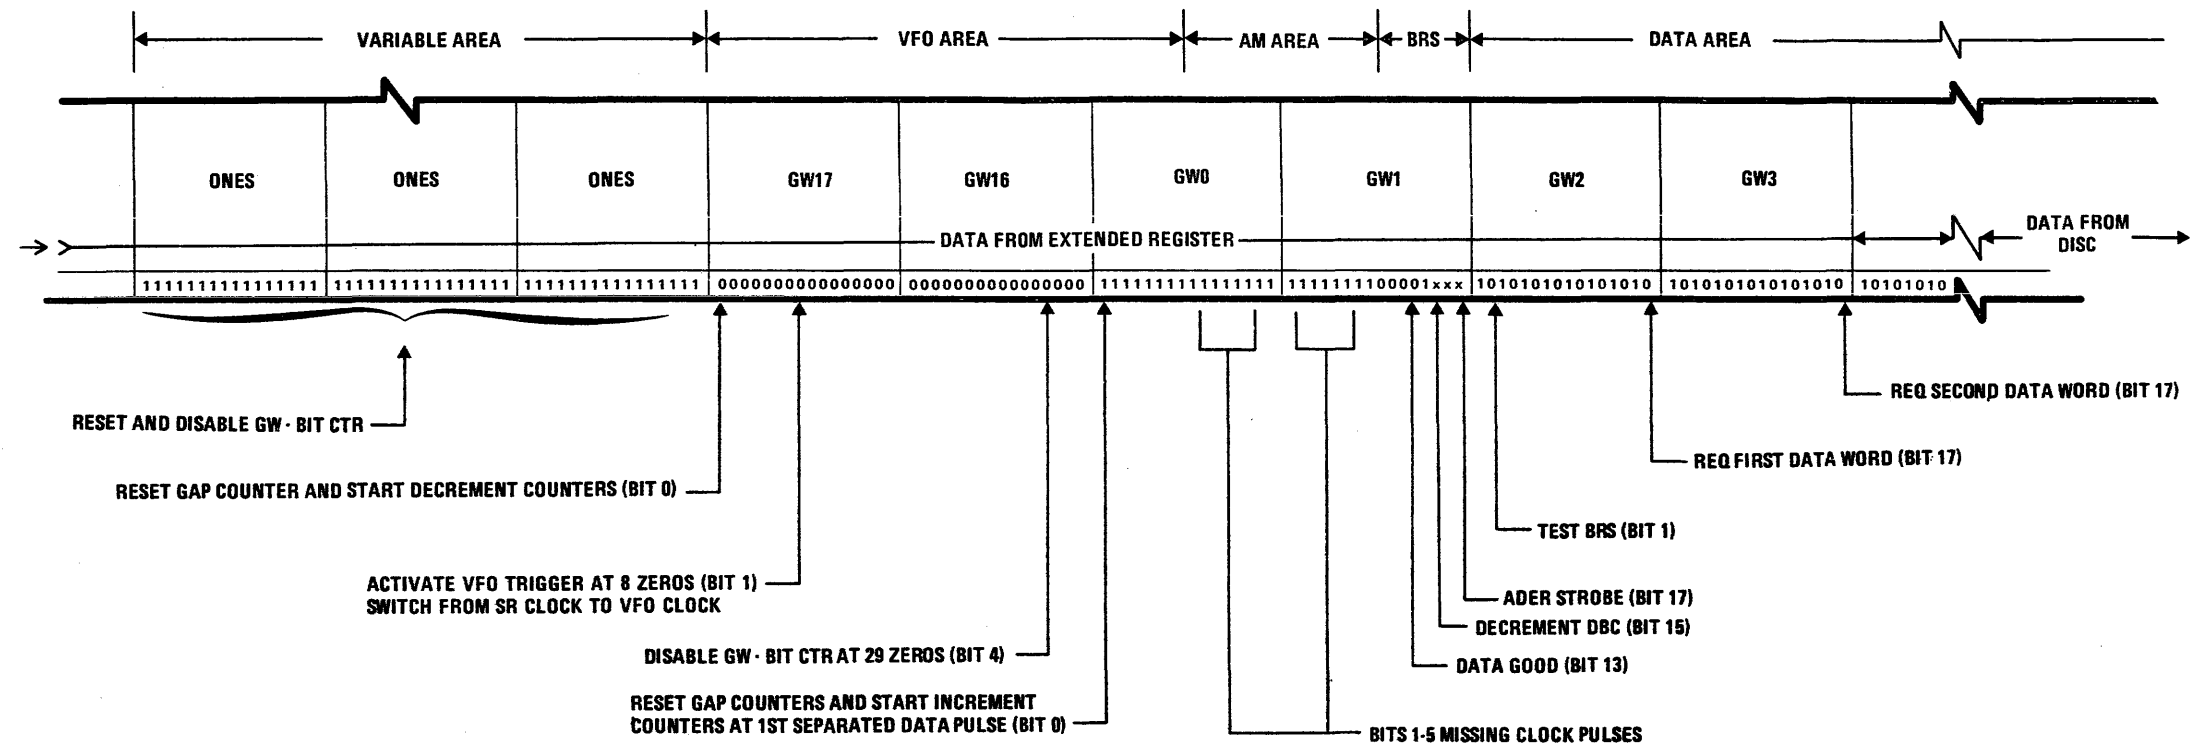 VARIABLE AREA
VFO AREA
AM AREA
BRS
DATA AREA
ONES
ONES
ONES
GW17
GW16
GW0
GW1
GW2
GW3
DATA FROM EXTENDED REGISTER
DATA FROM
DISC
1111111111111111
1111111111111111
1111111111111111
0000000000000000
0000000000000000
1111111111111111
1111111100001xxx
1010101010101010
1010101010101010
10101010
RESET AND DISABLE GW - BIT CTR
RESET GAP COUNTER AND START DECREMENT COUNTERS (BIT 0)
ACTIVATE VFO TRIGGER AT 8 ZEROS (BIT 1)
SWITCH FROM SR CLOCK TO VFO CLOCK
DISABLE GW - BIT CTR AT 29 ZEROS (BIT 4)
RESET GAP COUNTERS AND START INCREMENT
COUNTERS AT 1ST SEPARATED DATA PULSE (BIT 0)
REQ SECOND DATA WORD (BIT 17)
REQ FIRST DATA WORD (BIT 17)
TEST BRS (BIT 1)
ADER STROBE (BIT 17)
DECREMENT DBC (BIT 15)
DATA GOOD (BIT 13)
BITS 1-5 MISSING CLOCK PULSES